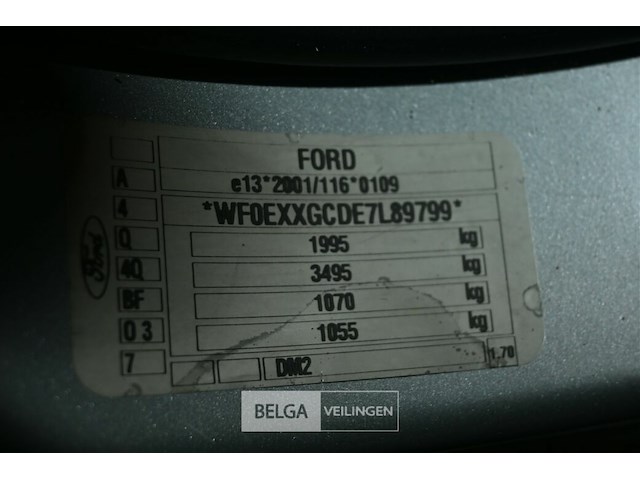 FORD
A e13*2001/116*0109
4 *WF0EXXGCDE7L89799*
Q 1995 kg
4Q 3495 kg
BF 1070 kg
0 3 1055 kg
7 DM2 1.70
Ford
BELGA VEILINGEN